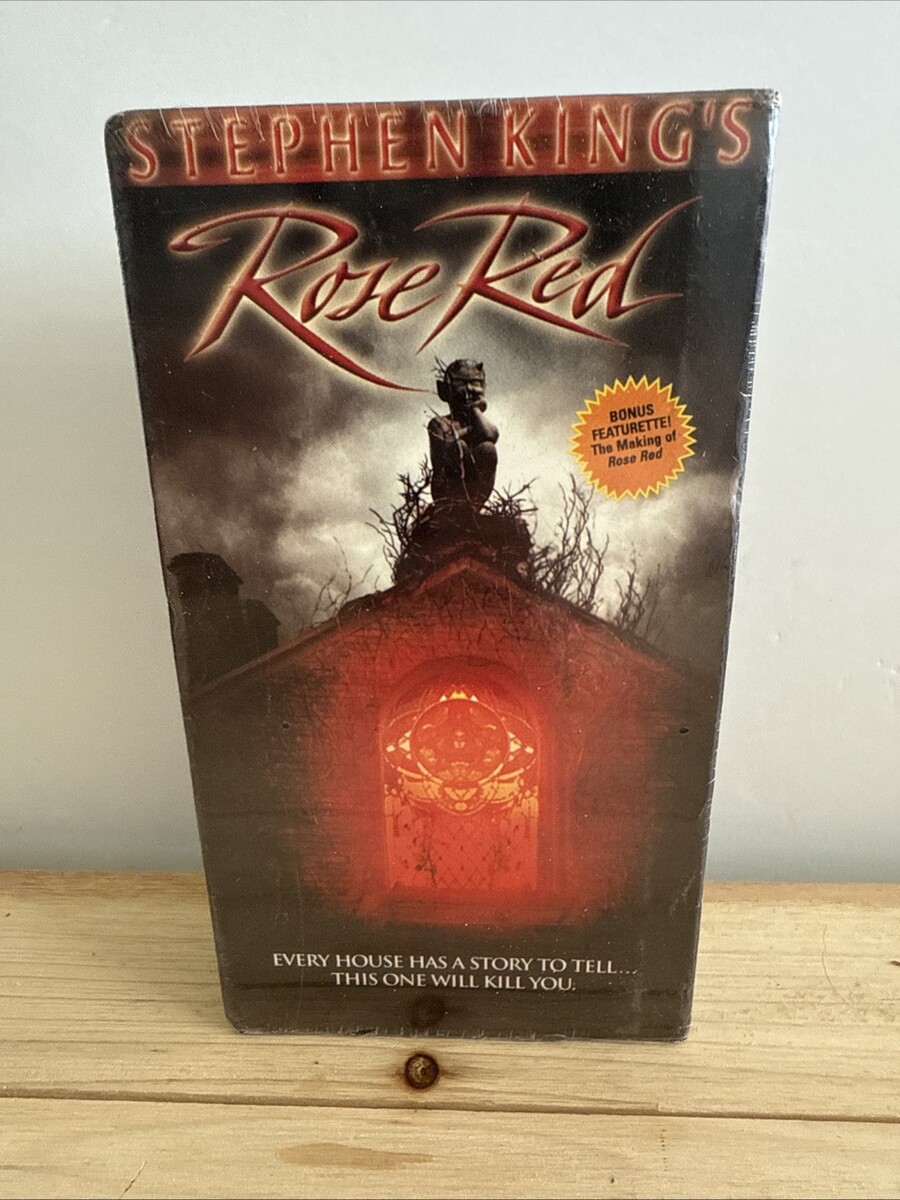 STEPHEN KING'S
Rose Red
BONUS
FEATURETTE!
The Making of
Rose Red
EVERY HOUSE HAS A STORY TO TELL...
THIS ONE WILL KILL YOU.